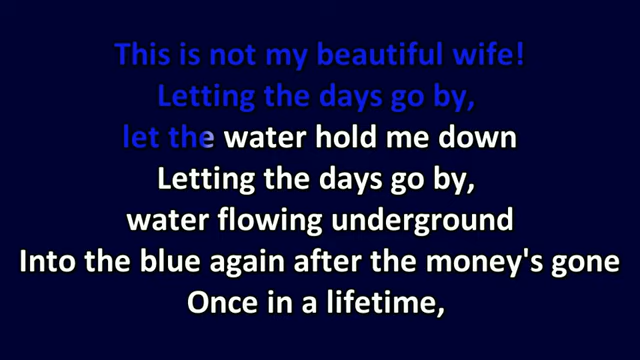 This is not my beautiful wife!
Letting the days go by,
let the water hold me down
Letting the days go by,
water flowing underground
Into the blue again after the money's gone
Once in a lifetime,